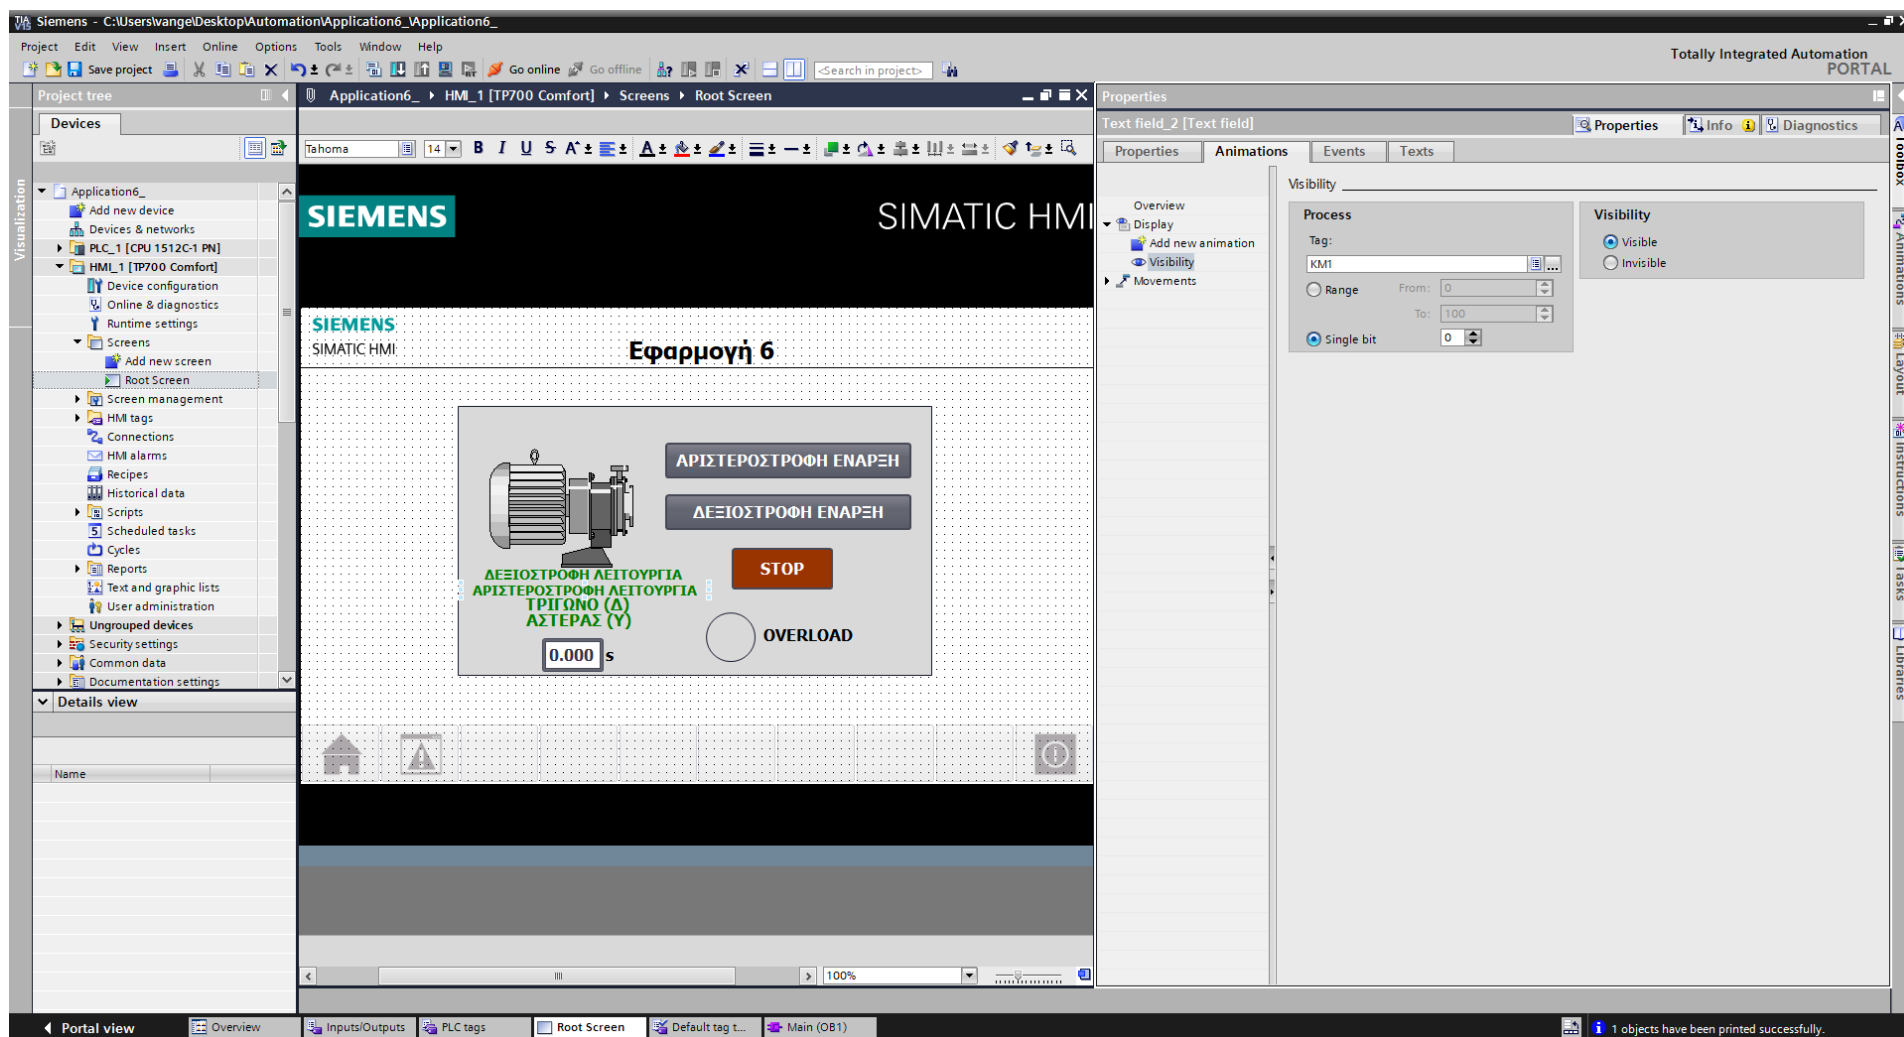 Siemens - C:\Users\vange\Desktop\Automation\Application6_\Application6_
Project Edit View Insert Online Options Tools Window Help
Totally Integrated Automation
PORTAL
Save project Go online Go offline <Search in project>
Project tree
Devices
Visualization
Application6_
Add new device
Devices & networks
PLC_1 [CPU 1512C-1 PN]
HMI_1 [TP700 Comfort]
Device configuration
Online & diagnostics
Runtime settings
Screens
Add new screen
Root Screen
Screen management
HMI tags
Connections
HMI alarms
Recipes
Historical data
Scripts
Scheduled tasks
Cycles
Reports
Text and graphic lists
User administration
Ungrouped devices
Security settings
Common data
Documentation settings
Details view
Name
Application6_ HMI_1 [TP700 Comfort] Screens Root Screen
Tahoma 14 B I U S
SIEMENS SIMATIC HMI
SIEMENS
SIMATIC HMI
Εφαρμογή 6
ΑΡΙΣΤΕΡΟΣΤΡΟΦΗ ΕΝΑΡΞΗ
ΔΕΞΙΟΣΤΡΟΦΗ ΕΝΑΡΞΗ
STOP
ΔΕΞΙΟΣΤΡΟΦΗ ΛΕΙΤΟΥΡΓΙΑ
ΑΡΙΣΤΕΡΟΣΤΡΟΦΗ ΛΕΙΤΟΥΡΓΙΑ
ΤΡΙΓΩΝΟ (Δ)
ΑΣΤΕΡΑΣ (Υ)
OVERLOAD
0.000 s
100%
Properties
Text field_2 [Text field]
Properties Info Diagnostics
Properties Animations Events Texts
Overview
Display
Add new animation
Visibility
Movements
Visibility
Process
Tag:
KM1
Range From: 0
To: 100
Single bit 0
Visibility
Visible
Invisible
Toolbox
Animations
Layout
Instructions
Tasks
Libraries
Portal view Overview Inputs/Outputs PLC tags Root Screen Default tag t... Main (OB1)
1 objects have been printed successfully.